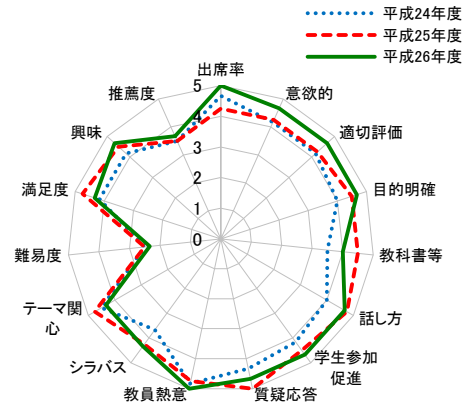 平成24年度
平成25年度
平成26年度
出席率
意欲的
適切評価
目的明確
教科書等
話し方
学生参加
促進
質疑応答
教員熱意
シラバス
テーマ関
心
難易度
満足度
興味
推薦度
5
4
3
2
1
0